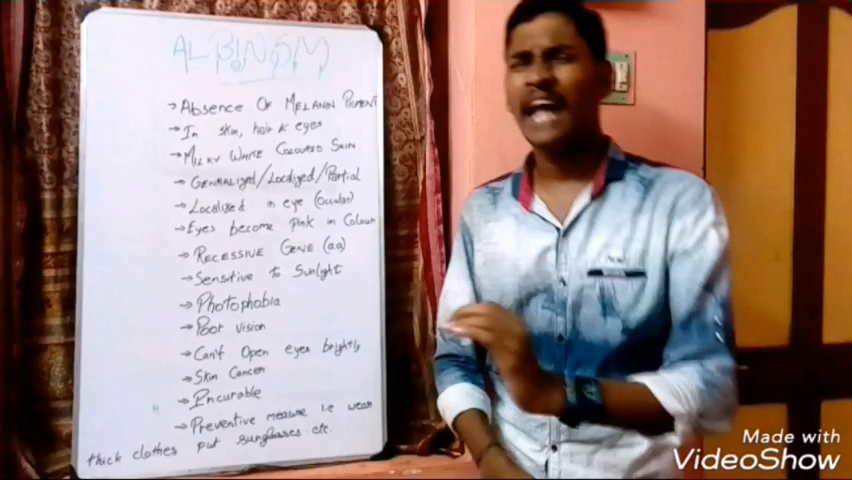 ALBINISM
→ Absence Of MELANIN PIGMENT
→ In skin, hair & eyes
→ MILKY WHITE COLOURED SKIN
→ GENRALIZED/Localized/Partial
→ Localized in eye (Occular)
→ Eyes become pink in Colour
→ RECESSIVE GENE (aa)
→ Sensitive to Sunlight
→ Photophobia
→ Poor vision
→ Can't Open eyes brightly
→ Skin Cancer
→ Incurable
→ Preventive measure i.e wear
thick clothes put sunglasses etc.
Made with
VideoShow